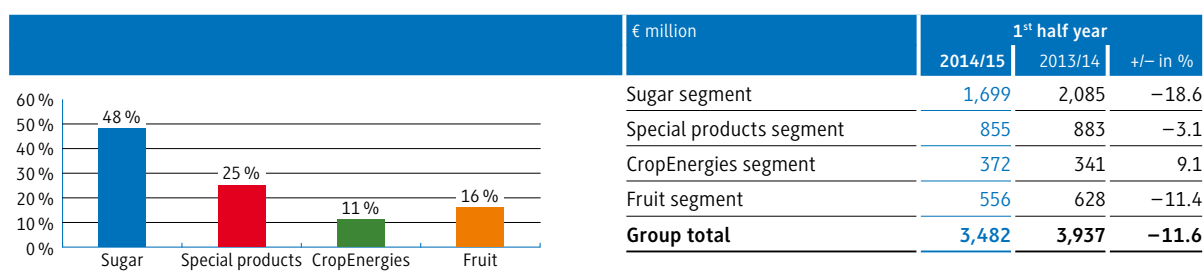 € million 1st half year
2014/15 2013/14 +/– in %
60 %
50 %
40 %
30 %
20 %
10 %
0 %
48 %
25 %
11 %
16 %
Sugar Special products CropEnergies Fruit
Sugar segment 1,699 2,085 –18.6
Special products segment 855 883 –3.1
CropEnergies segment 372 341 9.1
Fruit segment 556 628 –11.4
Group total 3,482 3,937 –11.6